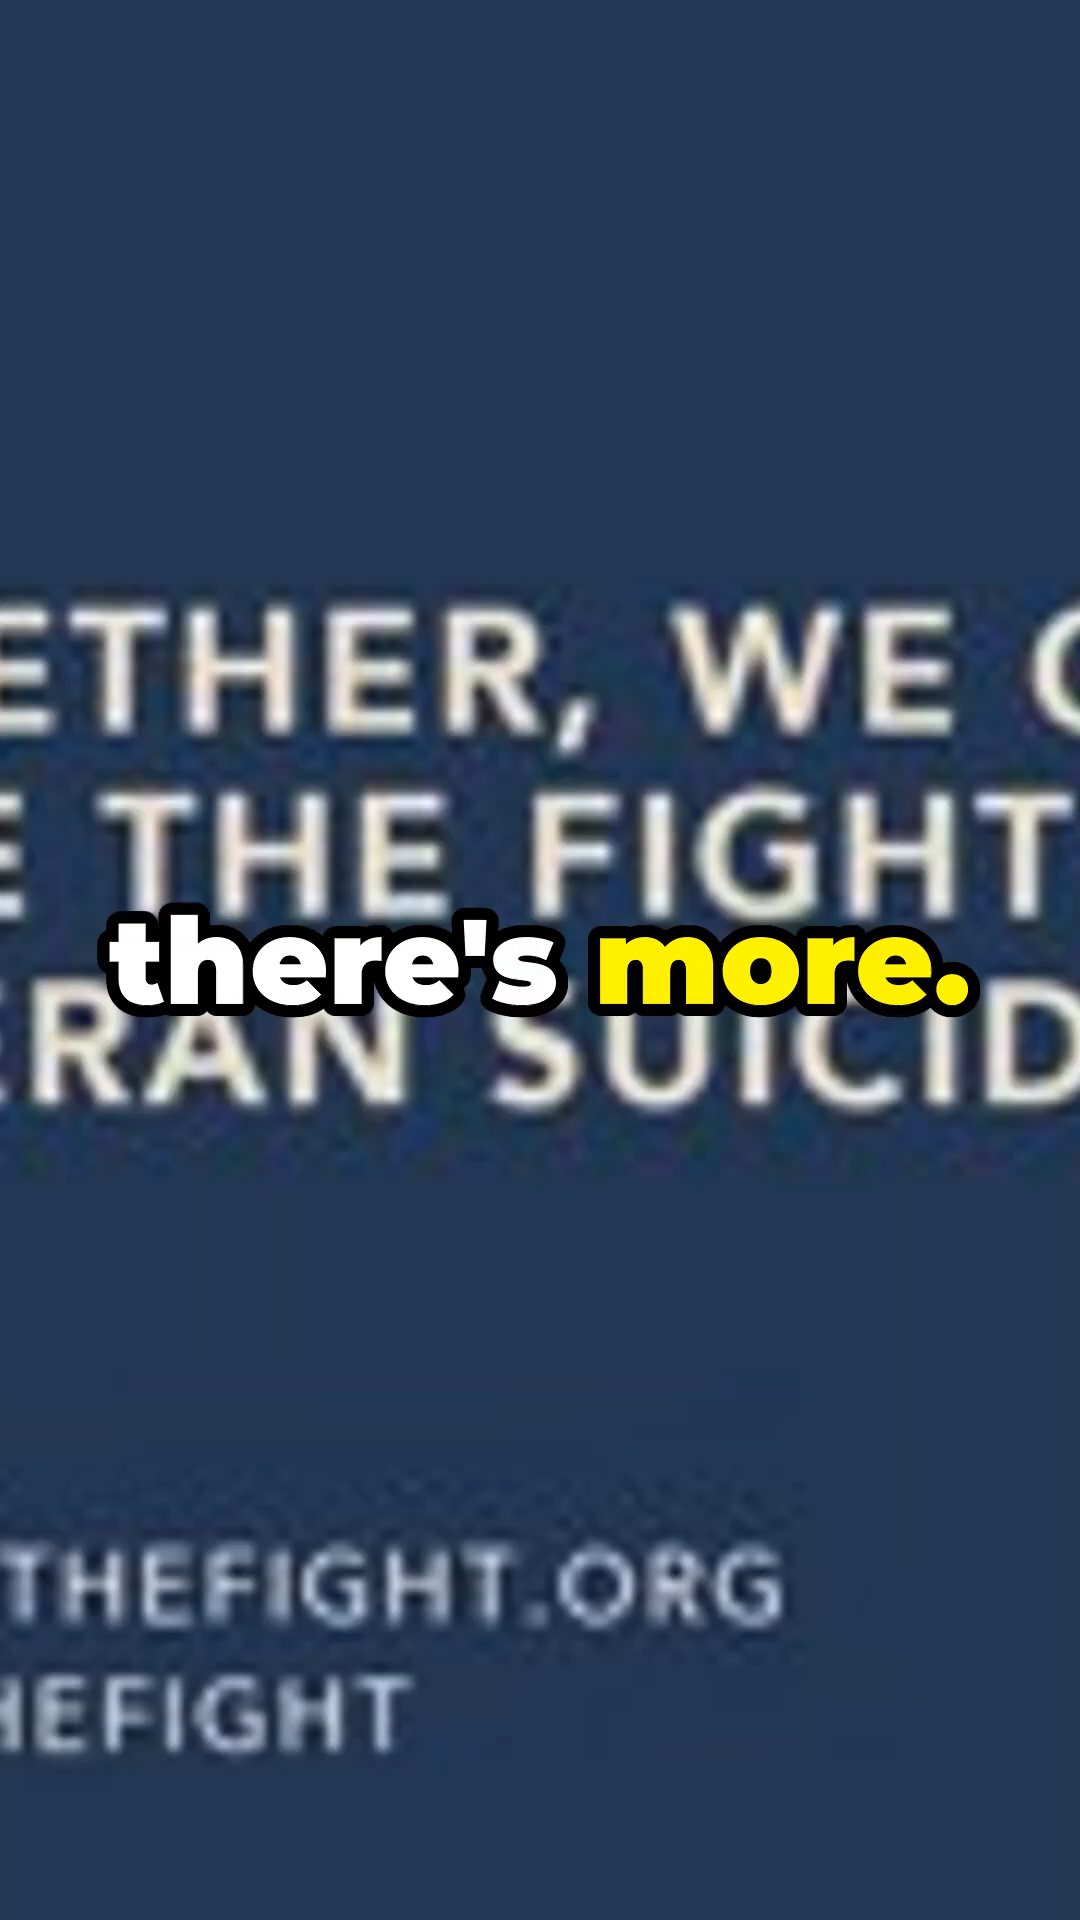 ETHER, WE
THE FIGHT
there's more.
ERAN SUICID
THEFIGHT.ORG
HEFIGHT